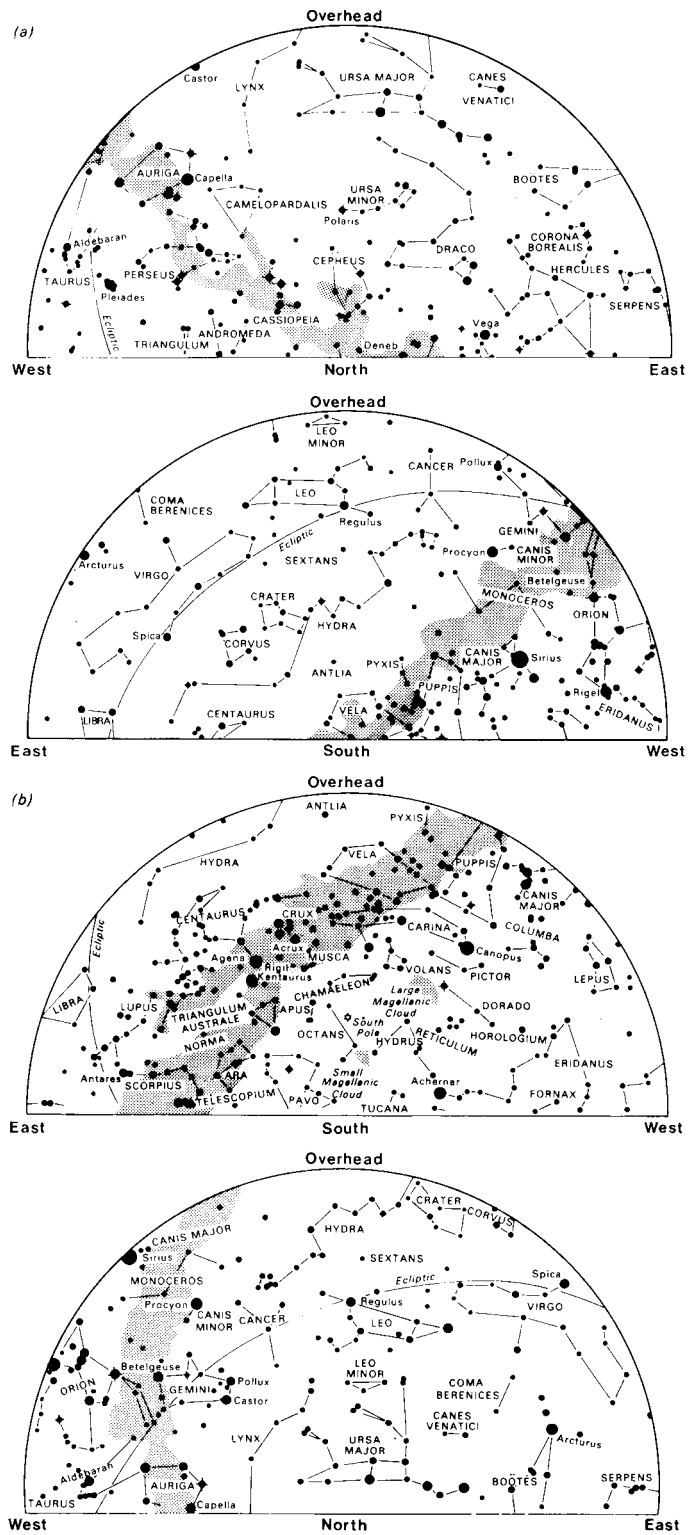 (a)
Overhead
Castor
LYNX
URSA MAJOR
CANES
VENATICI
AURIGA
Capella
CAMELOPARDALIS
URSA
MINOR
Polaris
BOÖTES
Aldebaran
TAURUS
PERSEUS
Pleiades
CEPHEUS
DRACO
CORONA
BOREALIS
HERCULES
SERPENS
CASSIOPEIA
Ecliptic
TRIANGULUM
ANDROMEDA
Deneb
Vega
West
North
East
Overhead
LEO
MINOR
COMA
BERENICES
LEO
CANCER
Pollux
Regulus
GEMINI
Arcturus
Ecliptic
SEXTANS
Procyon
CANIS
MINOR
VIRGO
Betelgeuse
CRATER
MONOCEROS
ORION
Spica
CORVUS
HYDRA
ANTLIA
PYXIS
CANIS
MAJOR
Sirius
PUPPIS
Rigel
LIBRA
CENTAURUS
VELA
ERIDANUS
East
South
West
(b)
Overhead
ANTLIA
PYXIS
HYDRA
VELA
PUPPIS
CANIS
MAJOR
Ecliptic
CENTAURUS
CRUX
Acrux
CARINA
COLUMBA
Agena
Rigil
Kentaurus
MUSCA
Canopus
VOLANS
PICTOR
LEPUS
LIBRA
LUPUS
CHAMAELEON
Large
Magellanic
Cloud
TRIANGULUM
AUSTRALE
APUS
DORADO
NORMA
OCTANS
South
Pole
HYDRUS
RETICULUM
HOROLOGIUM
ERIDANUS
Antares
SCORPIUS
ARA
TELESCOPIUM
PAVO
Small
Magellanic
Cloud
TUCANA
Achernar
FORNAX
East
South
West
Overhead
CANIS MAJOR
Sirius
HYDRA
CRATER
CORVUS
MONOCEROS
SEXTANS
Ecliptic
Spica
Procyon
CANIS
MINOR
CANCER
Regulus
LEO
VIRGO
Betelgeuse
ORION
GEMINI
Pollux
Castor
LEO
MINOR
COMA
BERENICES
CANES
VENATICI
LYNX
URSA
MAJOR
Arcturus
Aldebaran
TAURUS
AURIGA
Capella
BOÖTES
SERPENS
West
North
East